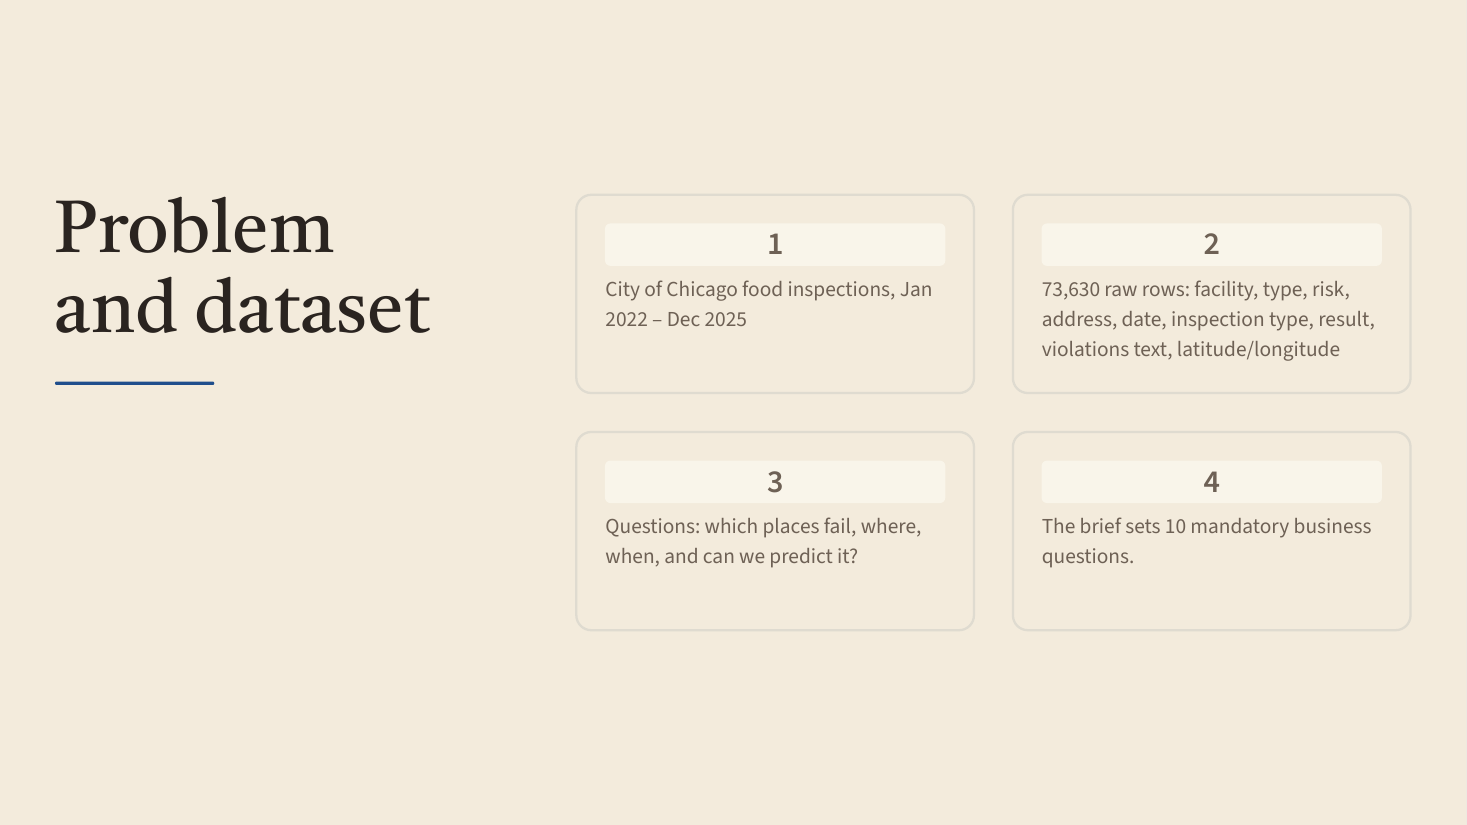 Problem
and dataset
1
City of Chicago food inspections, Jan
2022 – Dec 2025
2
73,630 raw rows: facility, type, risk,
address, date, inspection type, result,
violations text, latitude/longitude
3
Questions: which places fail, where,
when, and can we predict it?
4
The brief sets 10 mandatory business
questions.